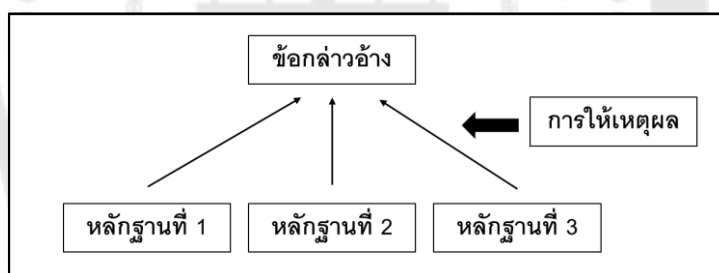 ข้อกล่าวอ้าง
การให้เหตุผล
หลักฐานที่ 1
หลักฐานที่ 2
หลักฐานที่ 3